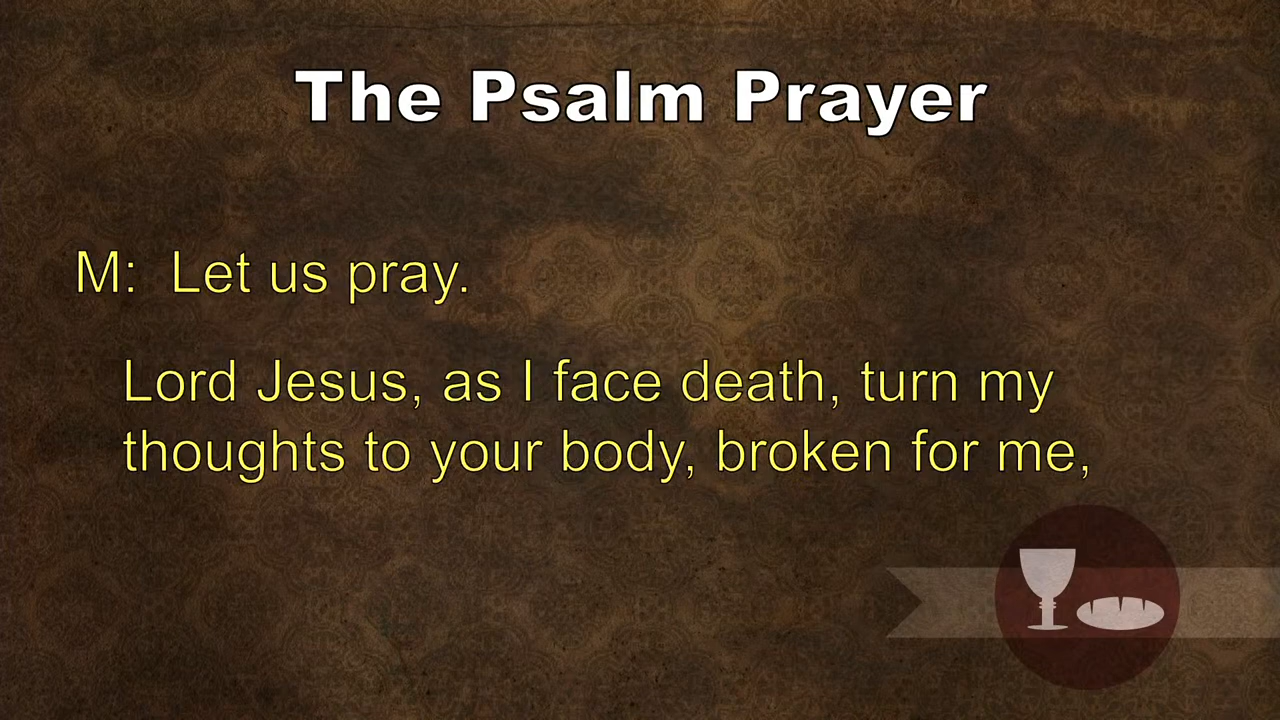 The Psalm Prayer
M:  Let us pray.
Lord Jesus, as I face death, turn my
thoughts to your body, broken for me,